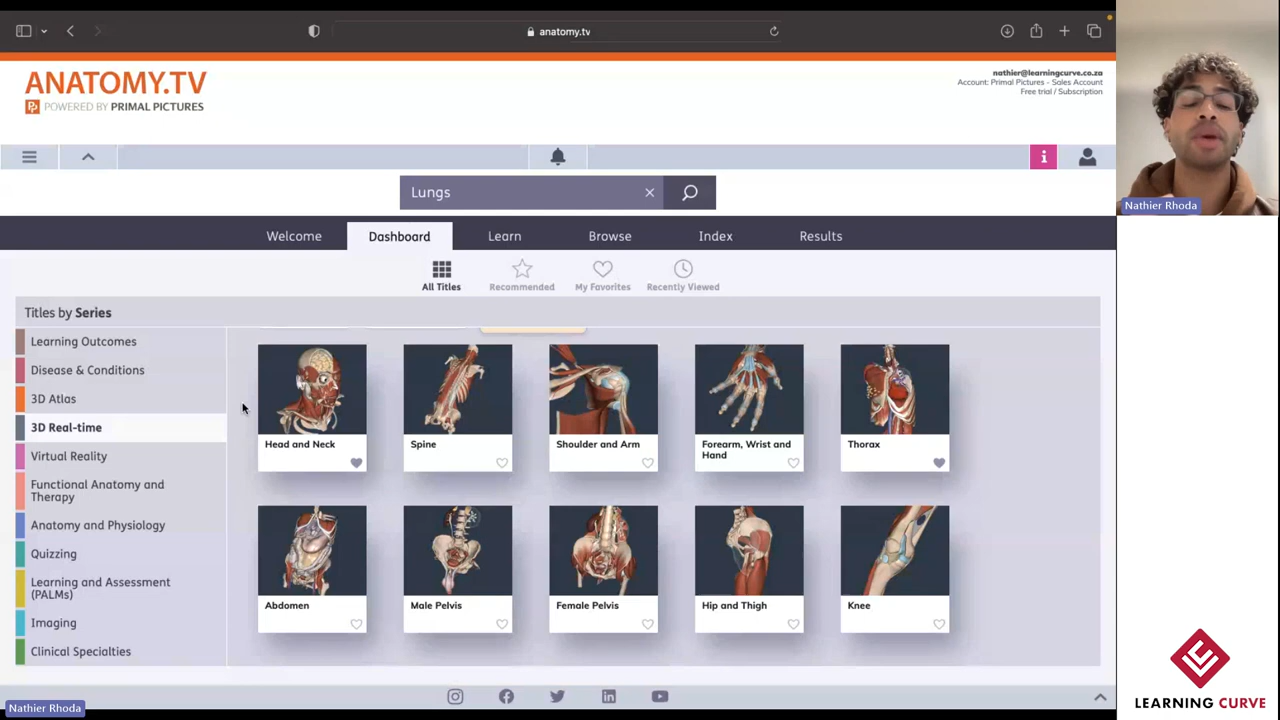 anatomy.tv
ANATOMY.TV
POWERED BY PRIMAL PICTURES
nathier@learningcurve.co.za
Account: Primal Pictures - Sales Account
Free trial / Subscription
i
Lungs
Welcome
Dashboard
Learn
Browse
Index
Results
All Titles
Recommended
My Favorites
Recently Viewed
Titles by Series
Learning Outcomes
Disease & Conditions
3D Atlas
3D Real-time
Virtual Reality
Functional Anatomy and
Therapy
Anatomy and Physiology
Quizzing
Learning and Assessment
(PALMs)
Imaging
Clinical Specialties
Head and Neck
Spine
Shoulder and Arm
Forearm, Wrist and
Hand
Thorax
Abdomen
Male Pelvis
Female Pelvis
Hip and Thigh
Knee
Nathier Rhoda
Nathier Rhoda
LEARNING CURVE